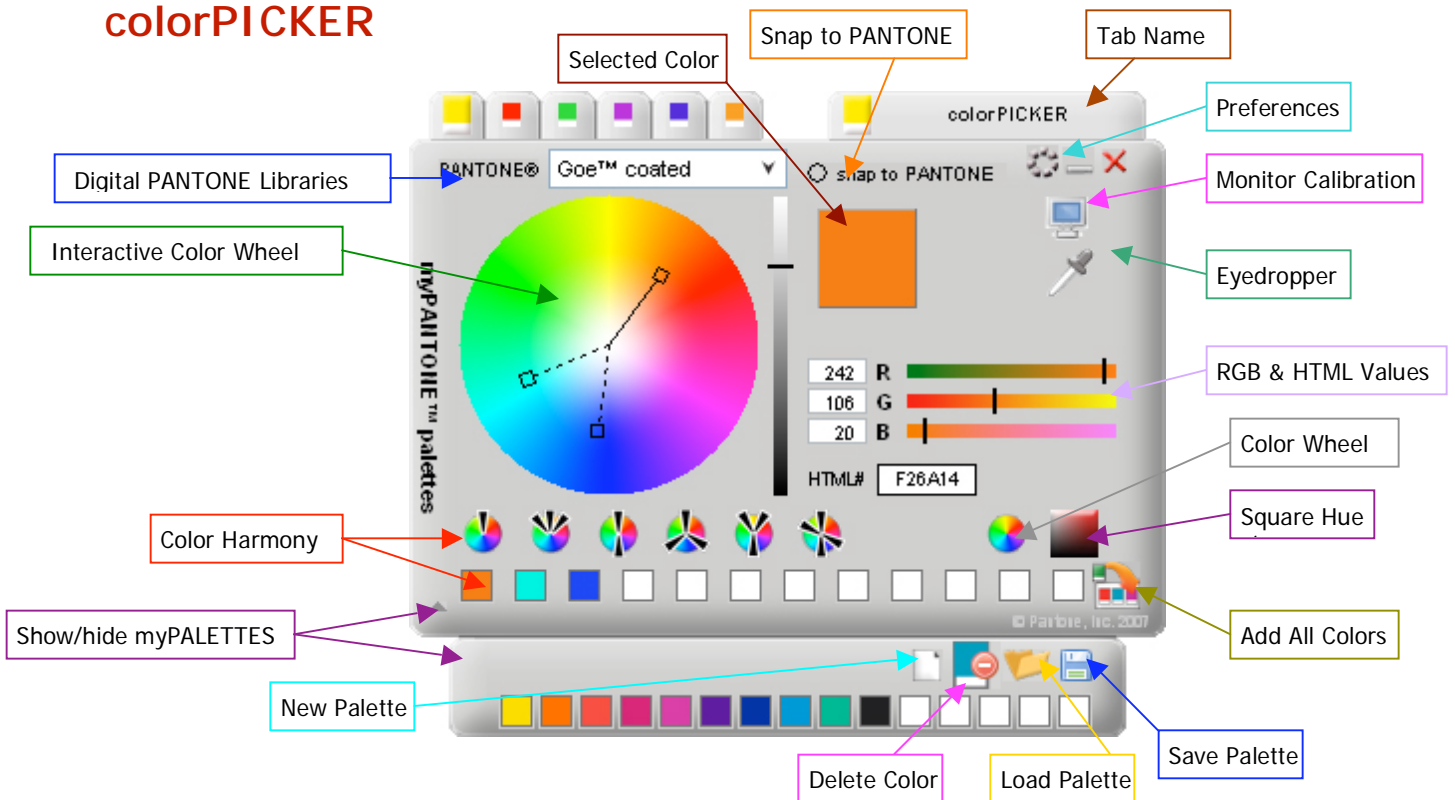 colorPICKER
Snap to PANTONE
Tab Name
Selected Color
colorPICKER
Preferences
Digital PANTONE Libraries
PANTONE®
Goe™ coated
snap to PANTONE
Monitor Calibration
Interactive Color Wheel
Eyedropper
myPANTONE™ palettes
242 R
106 G
20 B
RGB & HTML Values
HTML# F26A14
Color Wheel
Color Harmony
Square Hue
Show/hide myPALETTES
© Pantone, Inc. 2007
Add All Colors
New Palette
Delete Color
Load Palette
Save Palette